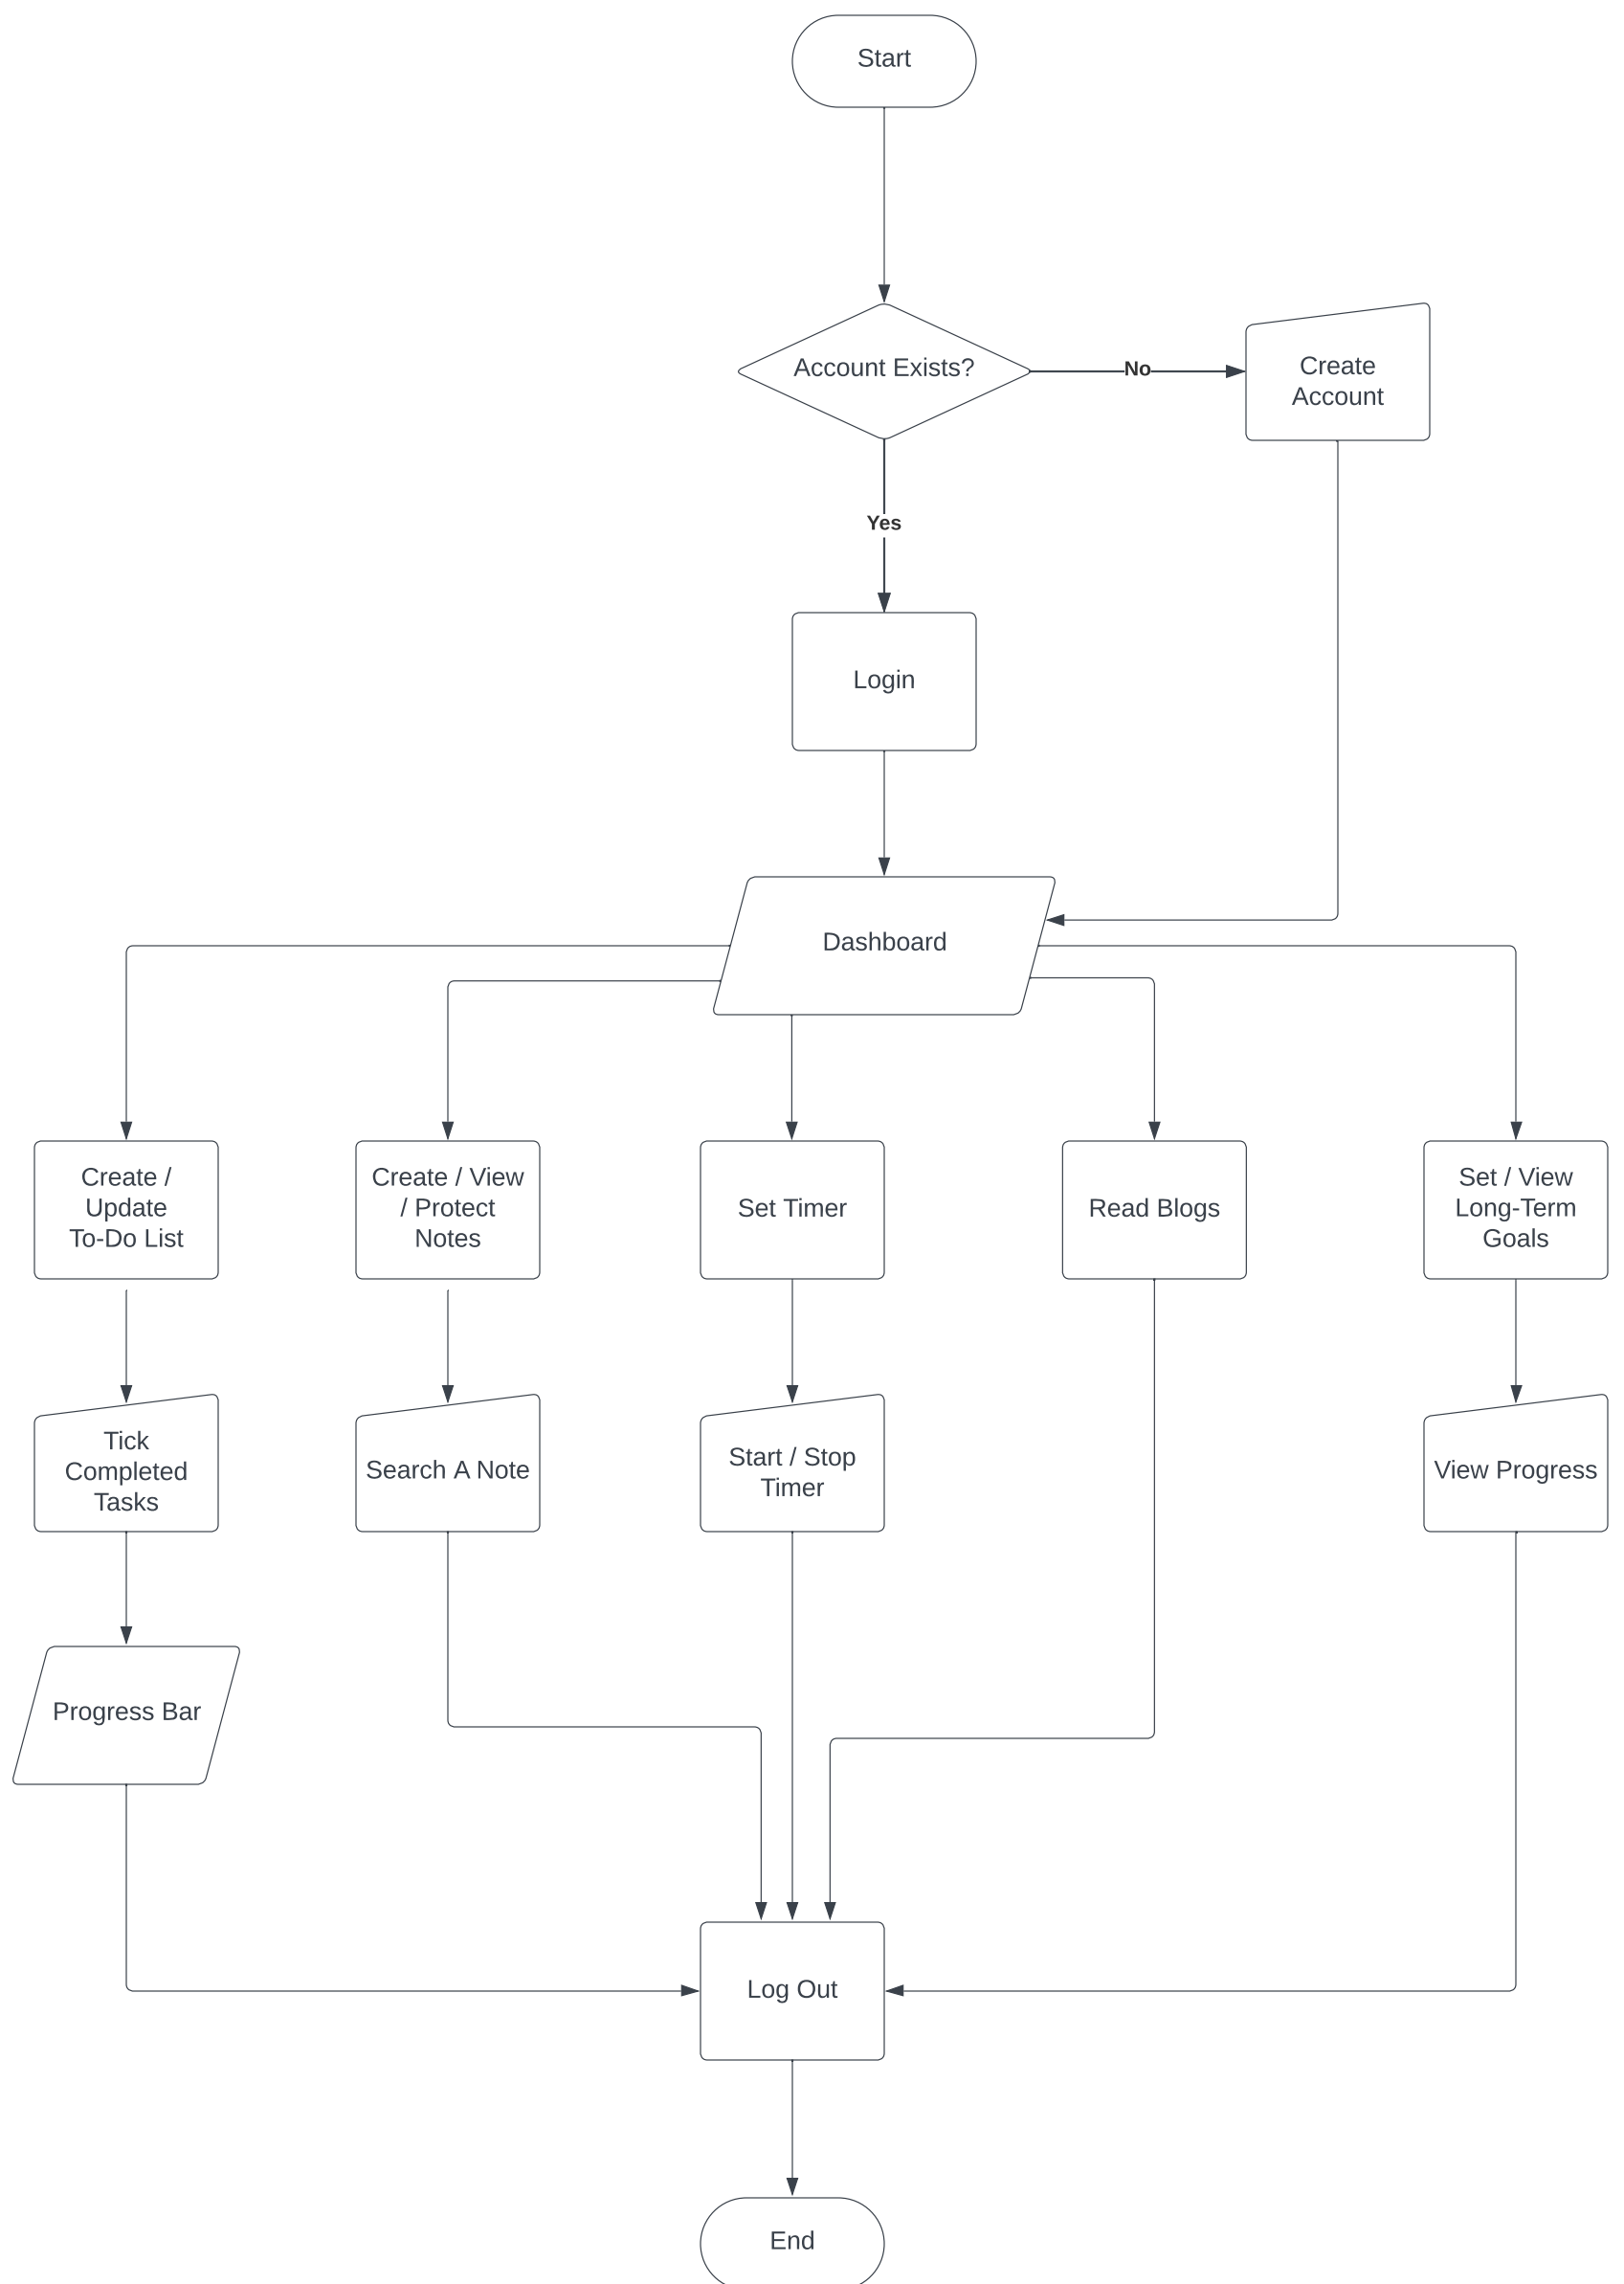 Start
Account Exists?
No
Create
Account
Yes
Login
Dashboard
Create /
Update
To-Do List
Create / View
/ Protect
Notes
Set Timer
Read Blogs
Set / View
Long-Term
Goals
Tick
Completed
Tasks
Search A Note
Start / Stop
Timer
View Progress
Progress Bar
Log Out
End